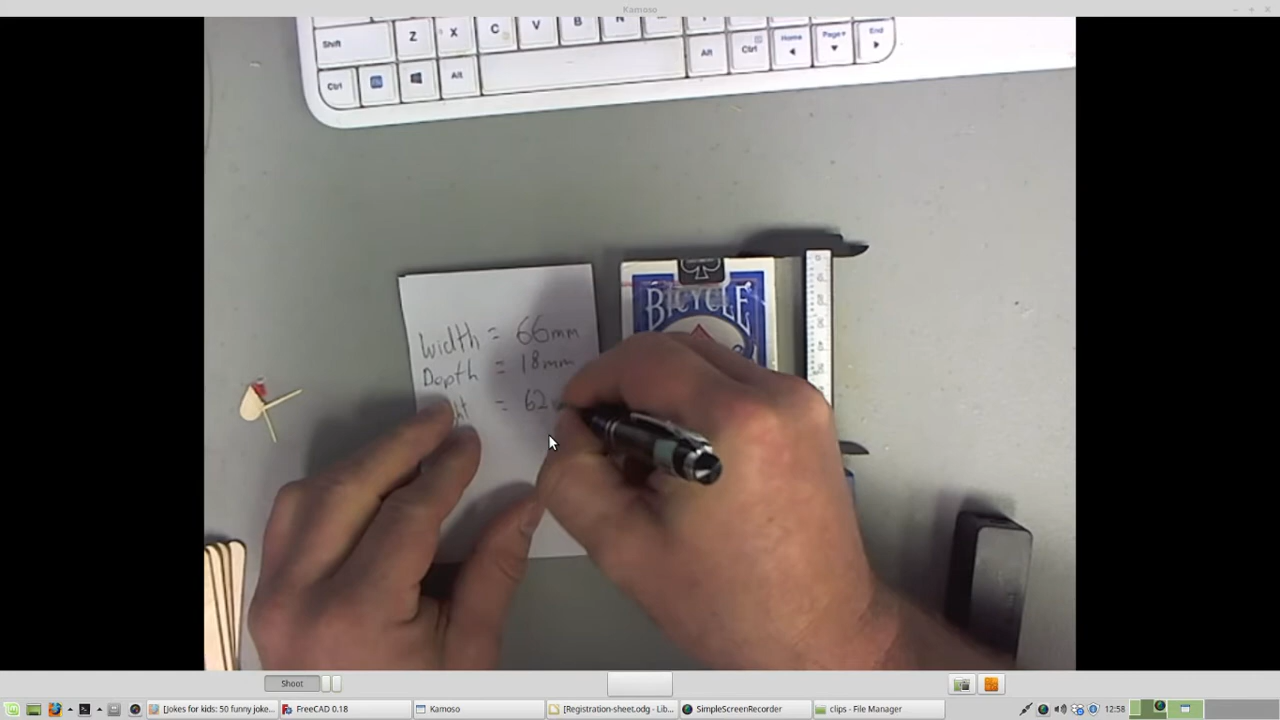 Kamoso
Shift
Z
X
C
V
B
N
Home
Page
End
Ctrl
Alt
Alt
Ctrl
BICYCLE
Width = 66mm
Depth = 18mm
= 62
Shoot
[Jokes for kids: 50 funny joke...
FreeCAD 0.18
Kamoso
[Registration-sheet.odg - Lib...
SimpleScreenRecorder
clips - File Manager
12:58